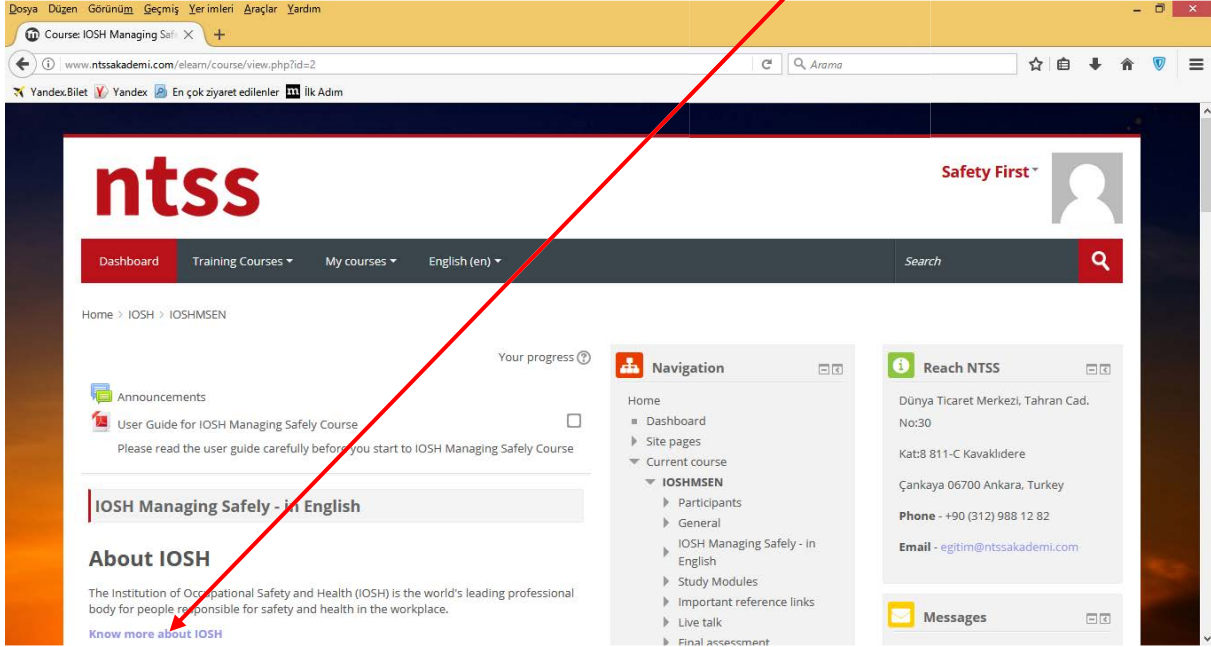 Dosya Düzen Görünüm Geçmiş Yer imleri Araçlar Yardım
Course: IOSH Managing Saf
www.ntssakademi.com/elearn/course/view.php?id=2
Arama
Yandex.Bilet Yandex En çok ziyaret edilenler İlk Adım
ntss
Safety First
Dashboard Training Courses My courses English (en) Search
Home > IOSH > IOSHMSEN
Your progress
Announcements
User Guide for IOSH Managing Safely Course
Please read the user guide carefully before you start to IOSH Managing Safely Course
IOSH Managing Safely - in English
About IOSH
The Institution of Occupational Safety and Health (IOSH) is the world's leading professional
body for people responsible for safety and health in the workplace.
Know more about IOSH
Navigation
Home
Dashboard
Site pages
Current course
IOSHMSEN
Participants
General
IOSH Managing Safely - in
English
Study Modules
Important reference links
Live talk
Final assessment
Reach NTSS
Dünya Ticaret Merkezi, Tahran Cad.
No:30
Kat:8 811-C Kavaklıdere
Çankaya 06700 Ankara, Turkey
Phone - +90 (312) 988 12 82
Email - egitim@ntssakademi.com
Messages